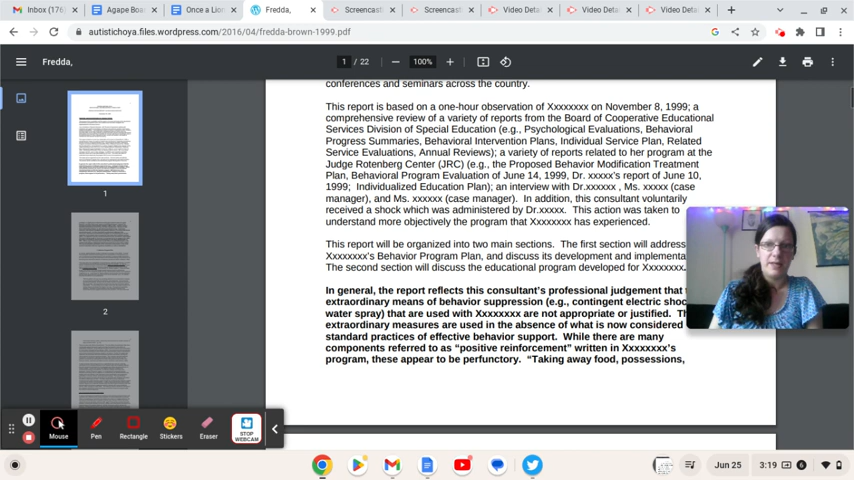 Inbox (176
Agape Boa
Once a Lion
Fredda,
Screencast
Screencast
Video Deta
Video Deta
Video Deta
autistichoya.files.wordpress.com/2016/04/fredda-brown-1999.pdf
Fredda,
1 / 22
100%
conferences and seminars across the country.
This report is based on a one-hour observation of Xxxxxxxx on November 8, 1999; a
comprehensive review of a variety of reports from the Board of Cooperative Educational
Services Division of Special Education (e.g., Psychological Evaluations, Behavioral
Progress Summaries, Behavioral Intervention Plans, Individual Service Plan, Related
Service Evaluations, Annual Reviews); a variety of reports related to her program at the
Judge Rotenberg Center (JRC) (e.g., the Proposed Behavior Modification Treatment
Plan, Behavioral Program Evaluation of June 14, 1999, Dr. xxxxx's report of June 10,
1999; Individualized Education Plan); an interview with Dr.xxxxxx , Ms. xxxxx (case
manager), and Ms. xxxxxx (case manager). In addition, this consultant voluntarily
received a shock which was administered by Dr.xxxxx. This action was taken to
understand more objectively the program that Xxxxxxxx has experienced.
This report will be organized into two main sections. The first section will address
Xxxxxxx's Behavior Program Plan, and discuss its development and implementa
The second section will discuss the educational program developed for Xxxxxxx.
In general, the report reflects this consultant's professional judgement that
extraordinary means of behavior suppression (e.g., contingent electric shoc
water spray) that are used with Xxxxxxxx are not appropriate or justified. Th
extraordinary measures are used in the absence of what is now considered
standard practices of effective behavior support. While there are many
components referred to as "positive reinforcement" written in Xxxxxxxx's
program, these appear to be perfunctory. "Taking away food, possessions,
1
2
Mouse
Pen
Rectangle
Stickers
Eraser
STOP
WEBCAM
Jun 25
3:19
6